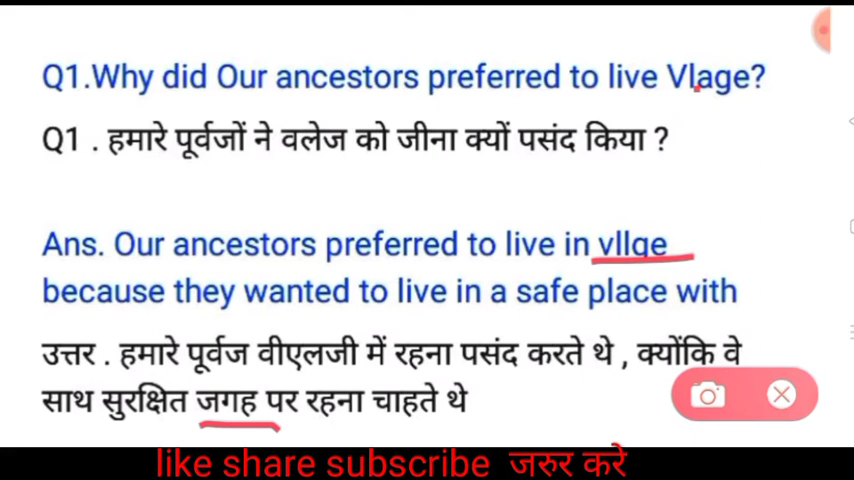 Q1.Why did Our ancestors preferred to live Vlage?
Q1 . हमारे पूर्वजों ने वलेज को जीना क्यों पसंद किया ?
Ans. Our ancestors preferred to live in vllge
because they wanted to live in a safe place with
उत्तर . हमारे पूर्वज वीएलजी में रहना पसंद करते थे , क्योंकि वे
साथ सुरक्षित जगह पर रहना चाहते थे
like share subscribe जरुर करे